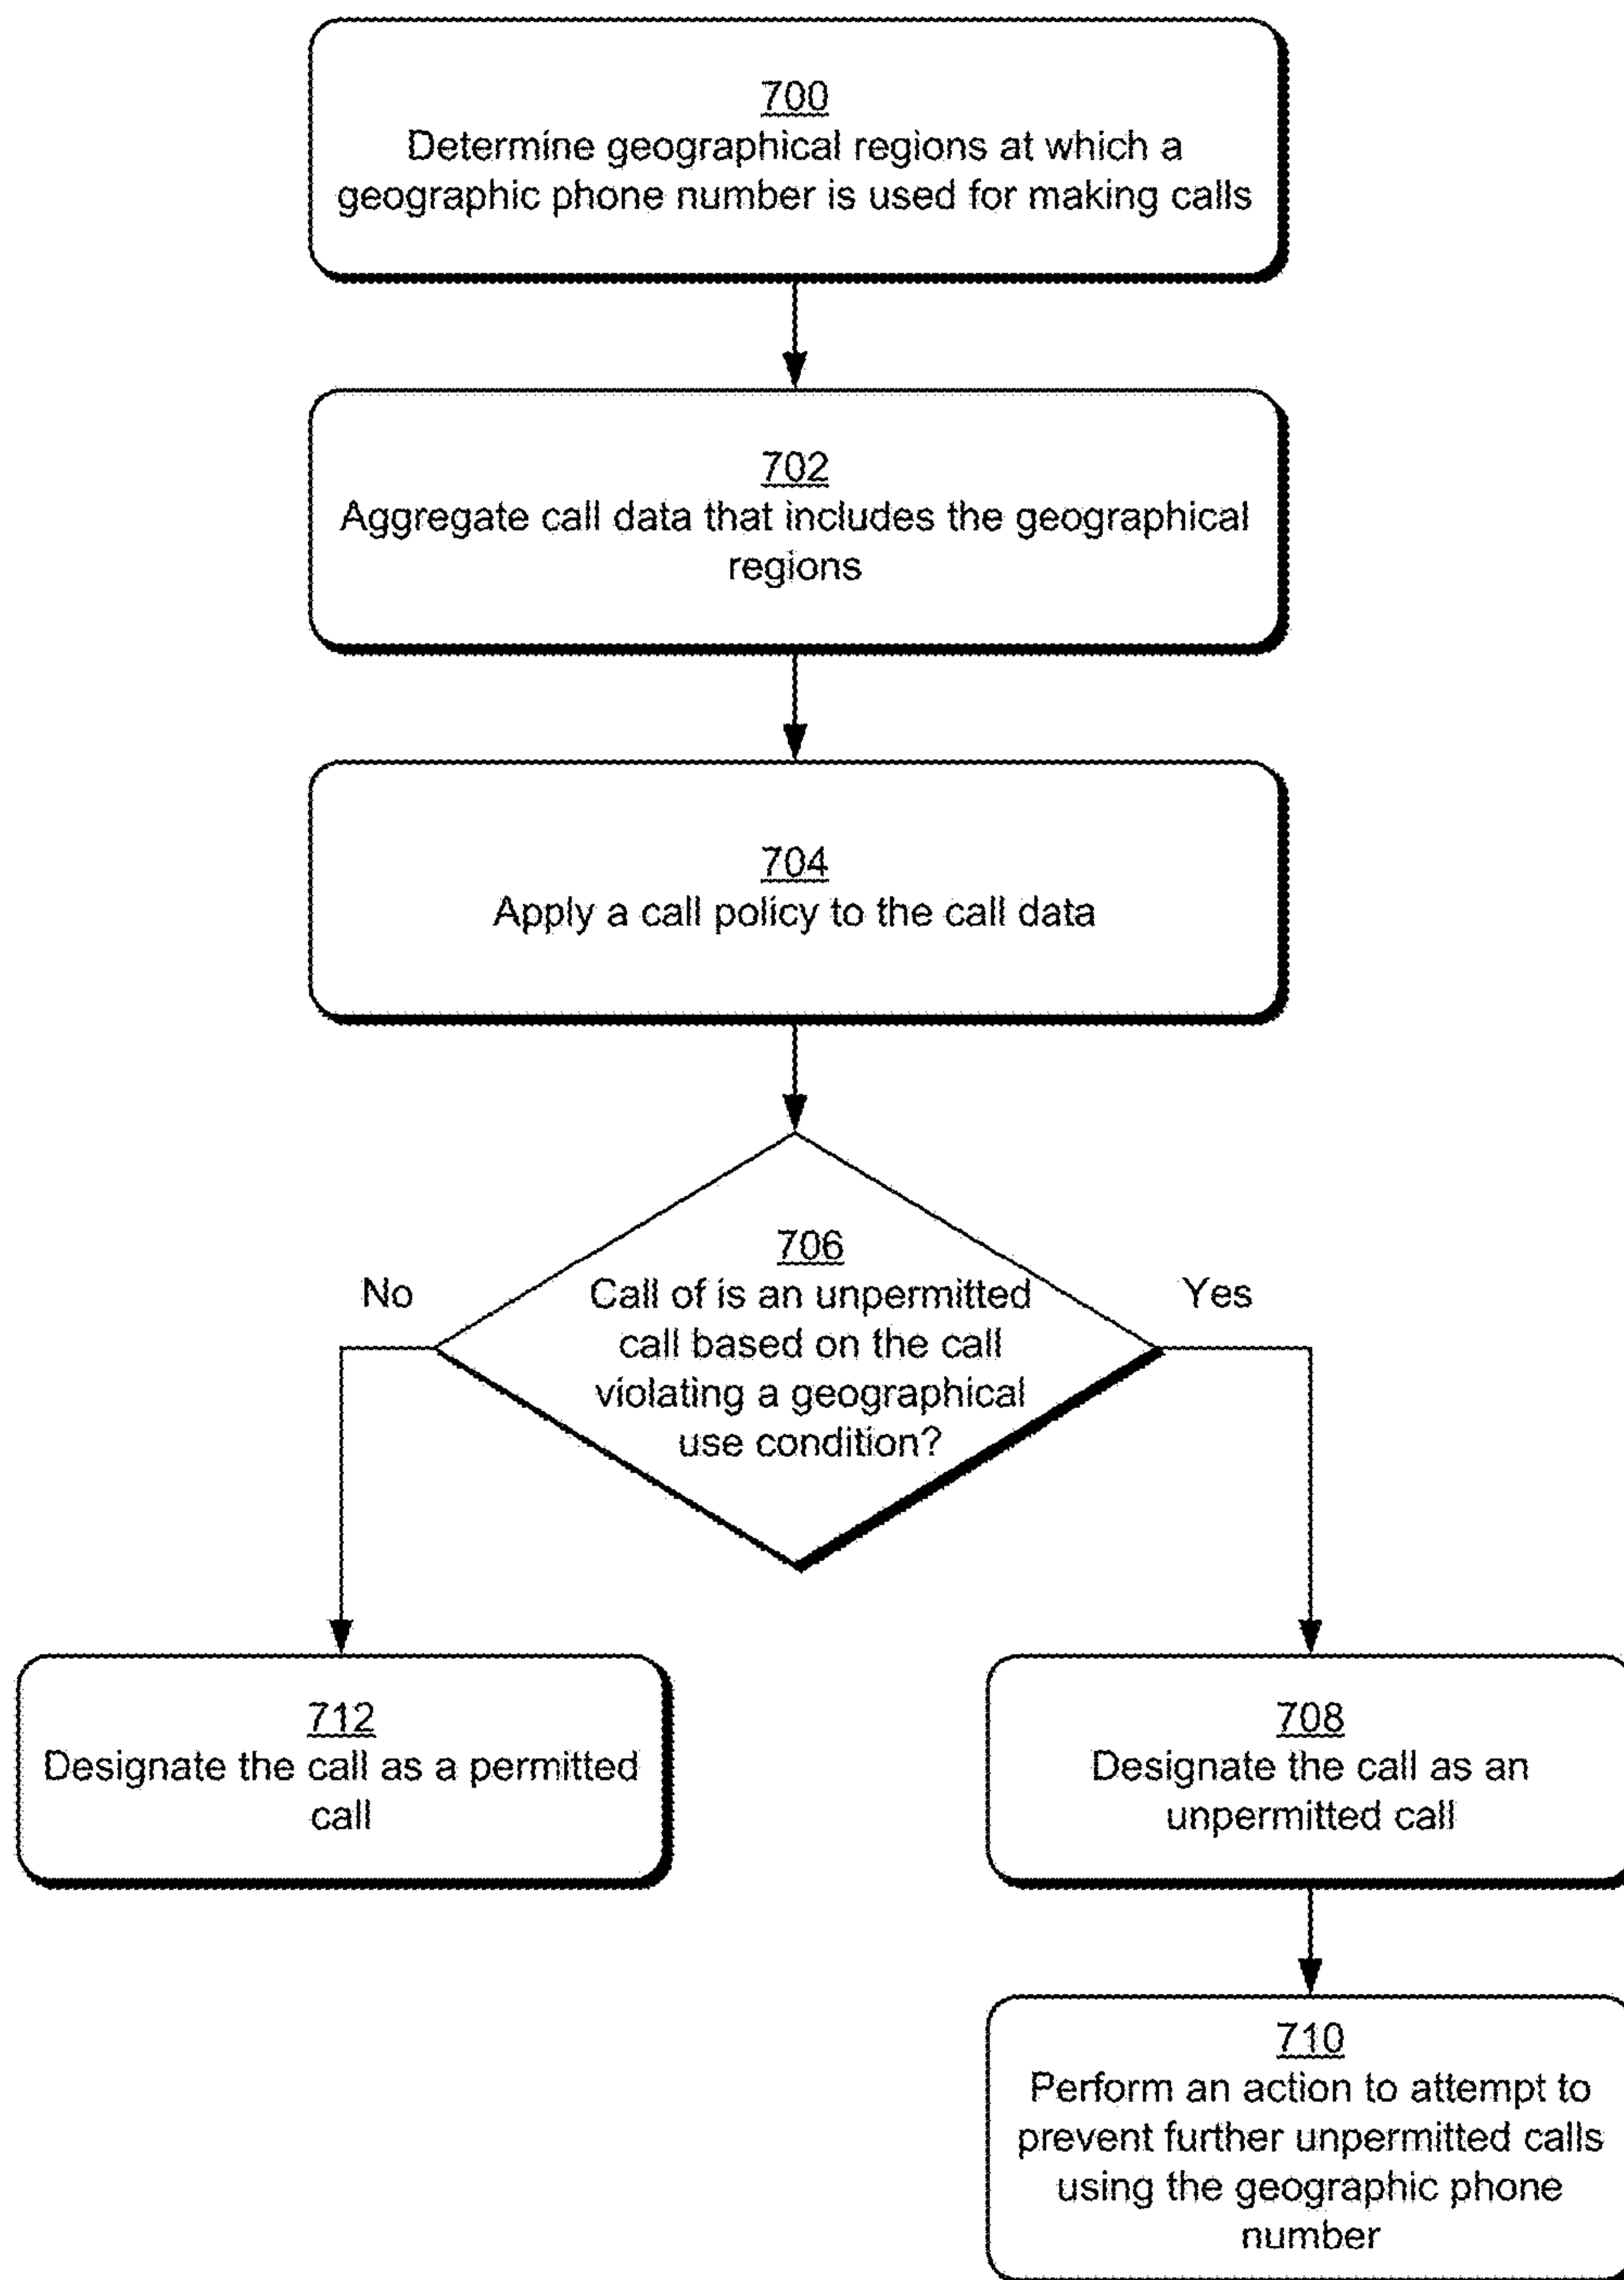 700
Determine geographical regions at which a
geographic phone number is used for making calls
702
Aggregate call data that includes the geographical
regions
704
Apply a call policy to the call data
706
Call of is an unpermitted
call based on the call
violating a geographical
use condition?
No
Yes
712
Designate the call as a permitted
call
708
Designate the call as an
unpermitted call
710
Perform an action to attempt to
prevent further unpermitted calls
using the geographic phone
number